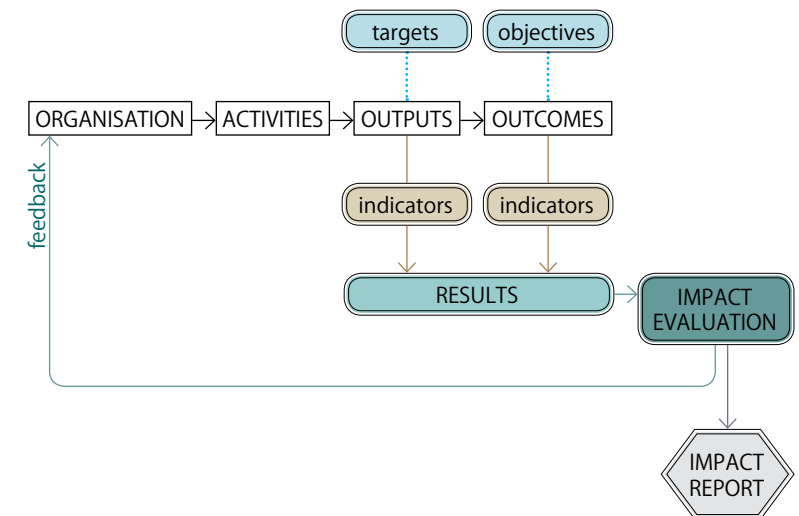 targets
objectives
ORGANISATION
ACTIVITIES
OUTPUTS
OUTCOMES
feedback
indicators
indicators
RESULTS
IMPACT
EVALUATION
IMPACT
REPORT